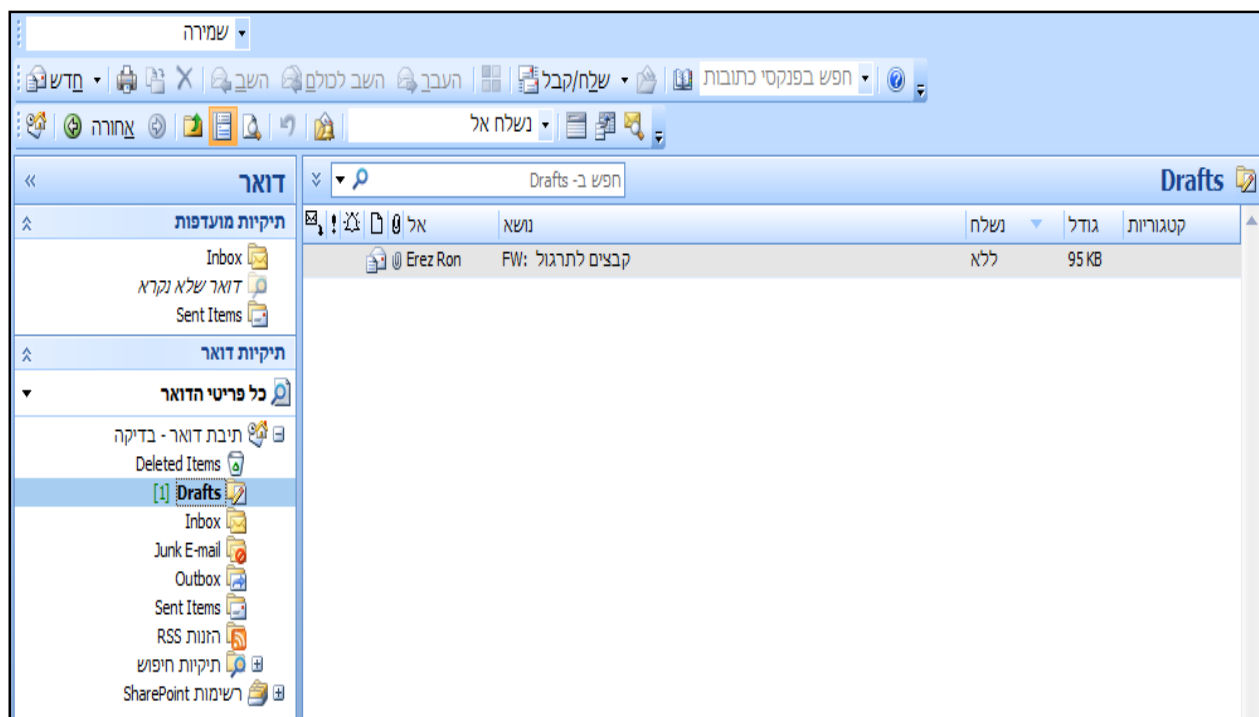 שמירה
חדש השב השב לכולם העבר שלח/קבל חפש בפנקסי כתובות
אחורה נשלח אל
דואר
תיקיות מועדפות
Inbox
דואר שלא נקרא
Sent Items
תיקיות דואר
כל פריטי הדואר
תיבת דואר - בדיקה
Deleted Items
Drafts [1]
Inbox
Junk E-mail
Outbox
Sent Items
הזנות RSS
תיקיות חיפוש
רשימות SharePoint
Drafts
חפש ב- Drafts
אל נושא נשלח גודל קטגוריות
Erez Ron FW: קבצים לתרגול ללא 95 KB